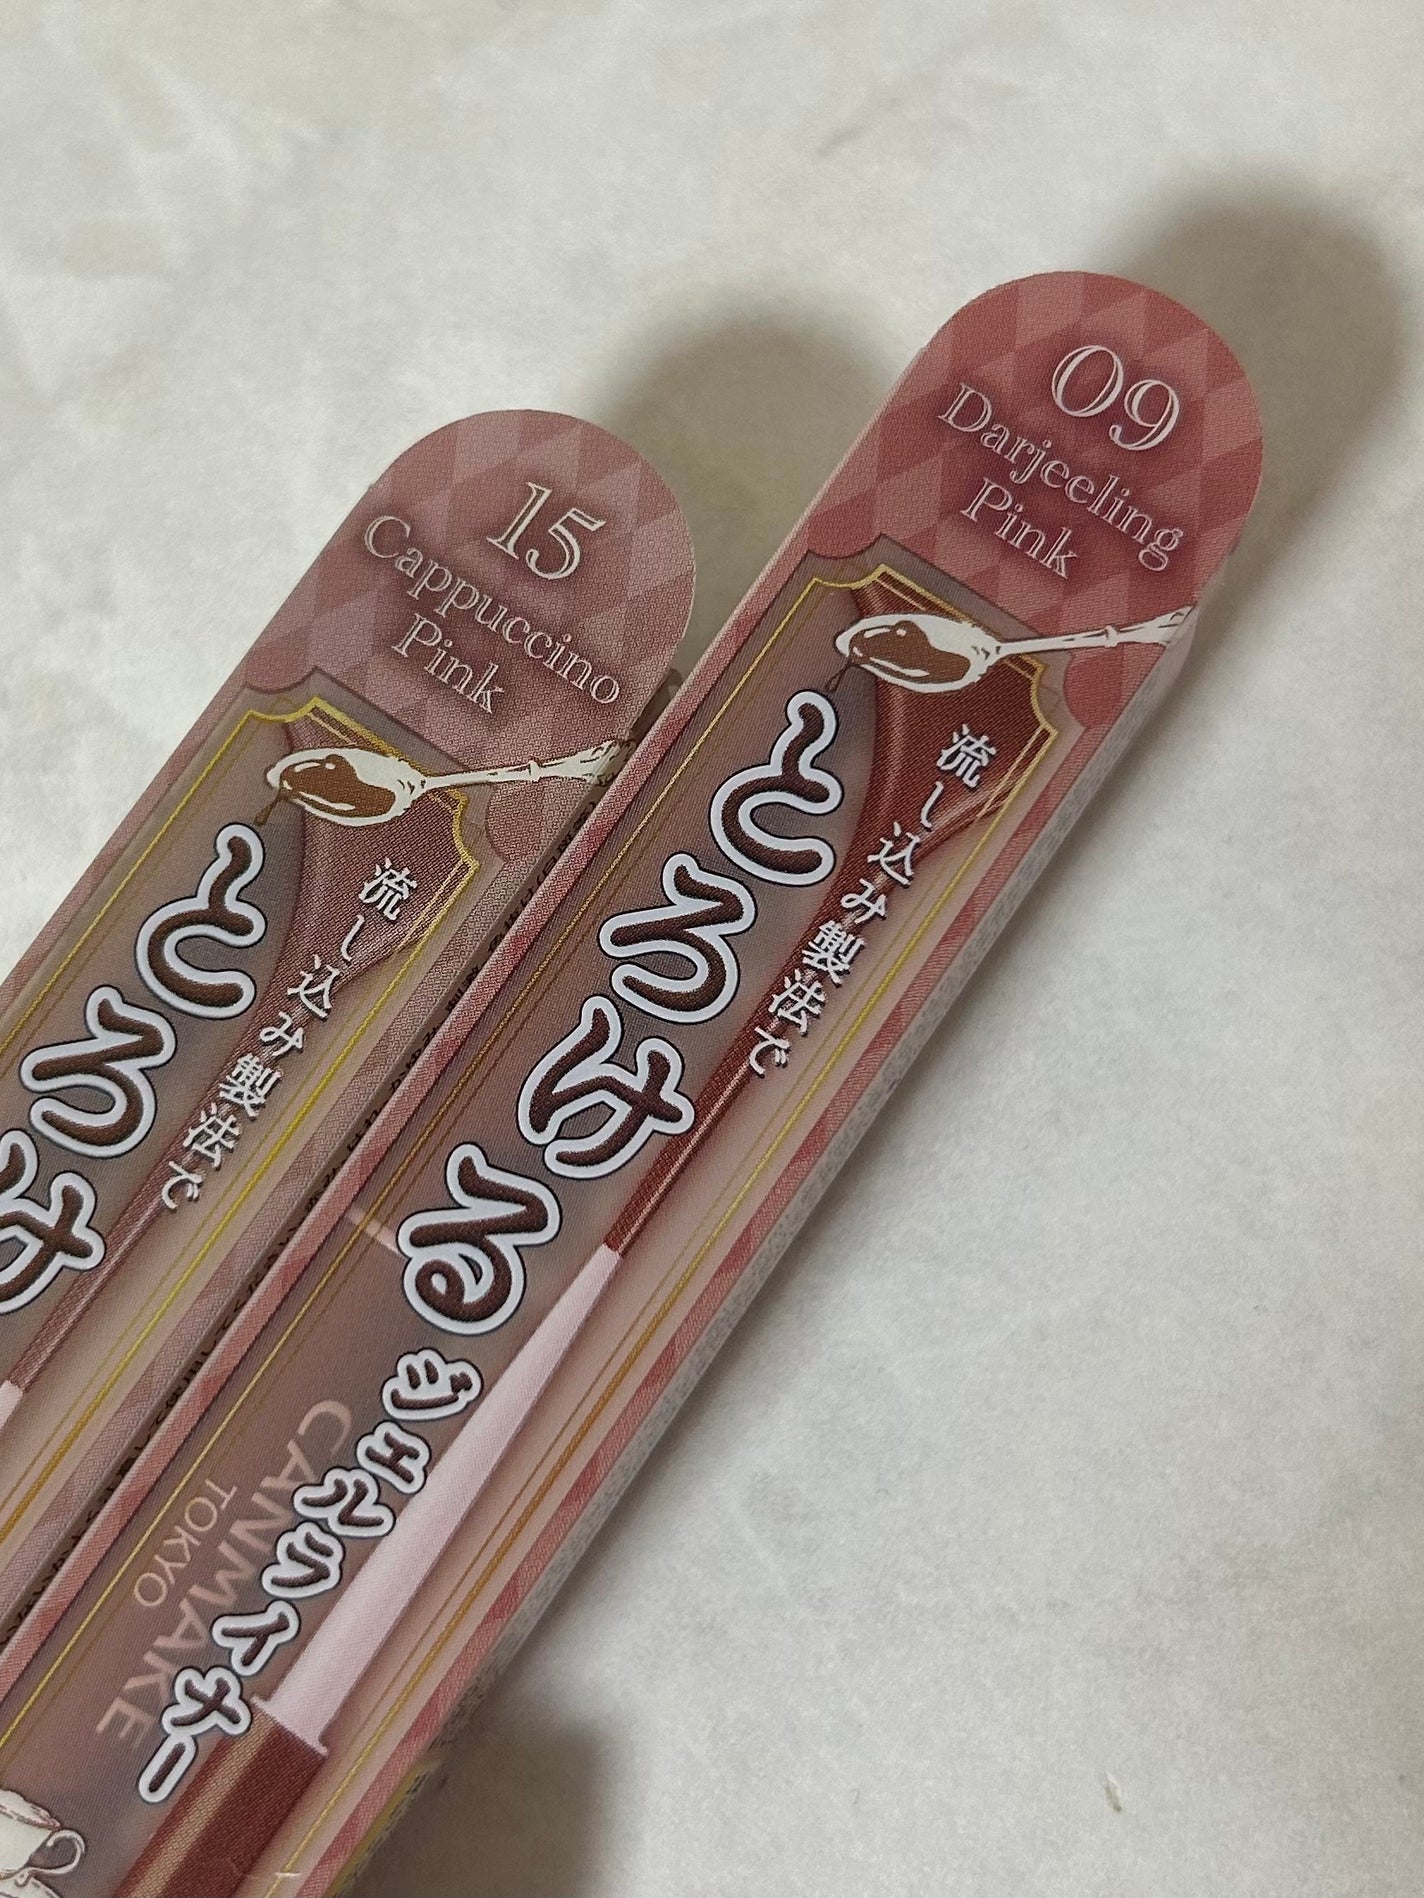 15
Cappuccino
Pink
流し込み製法で
とろけ
09
Darjeeling
Pink
流し込み製法で
とろける
ジェルライナー
CANMAKE
TOKYO